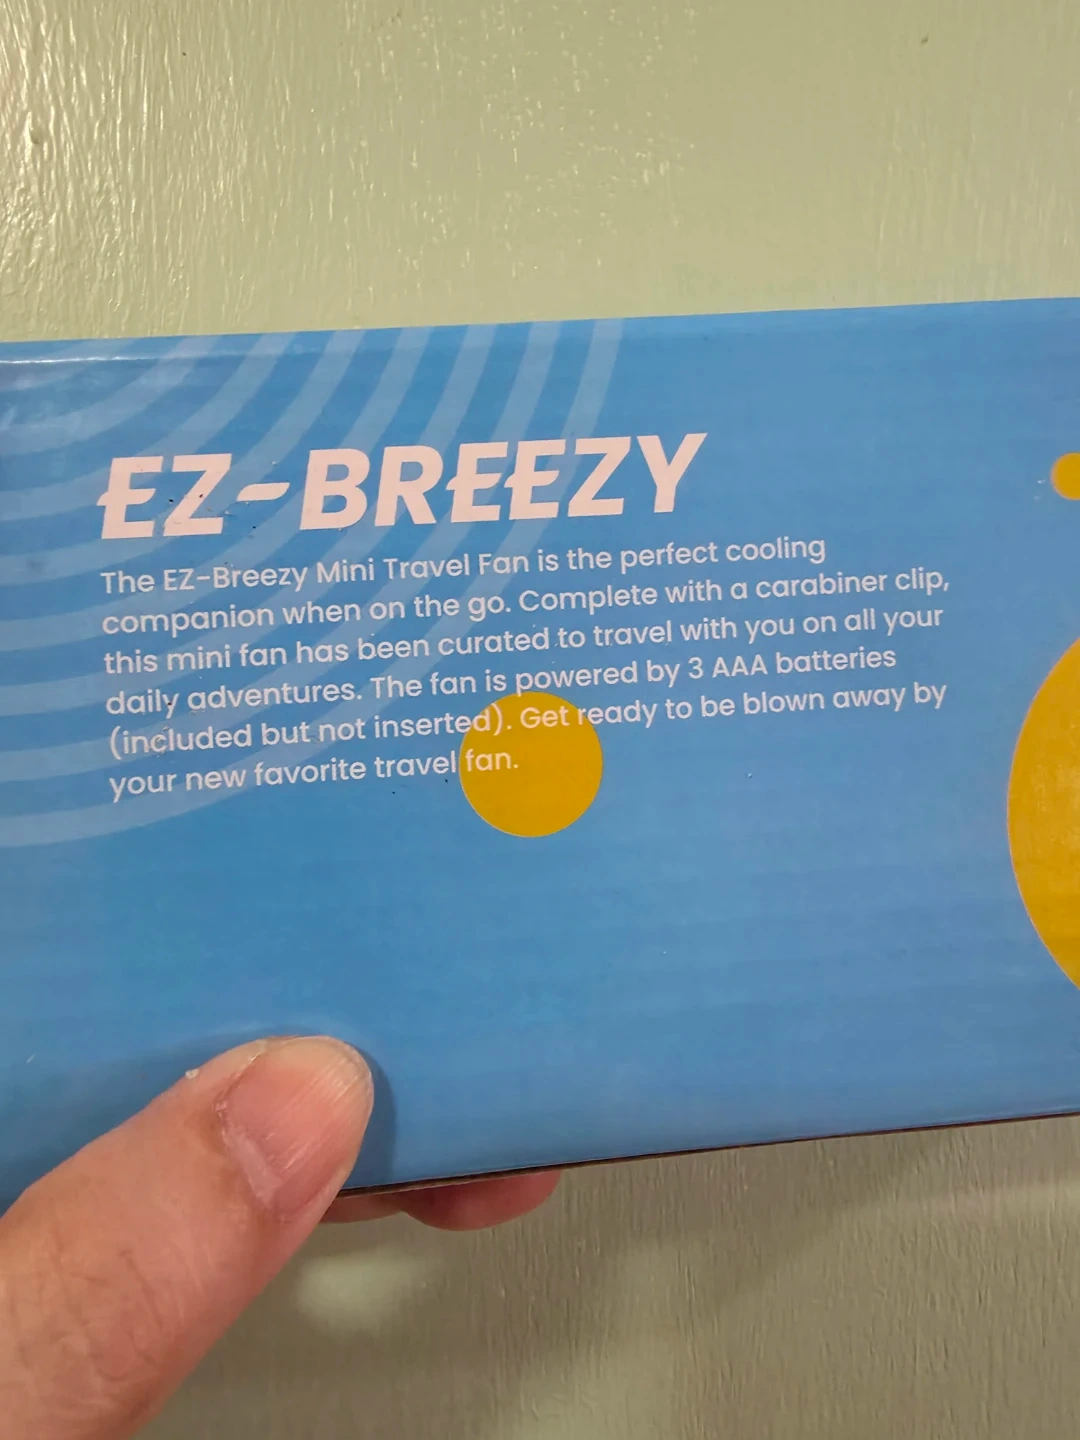 EZ-BREEZY
The EZ-Breezy Mini Travel Fan is the perfect cooling
companion when on the go. Complete with a carabiner clip,
this mini fan has been curated to travel with you on all your
daily adventures. The fan is powered by 3 AAA batteries
(included but not inserted). Get ready to be blown away by
your new favorite travel fan.